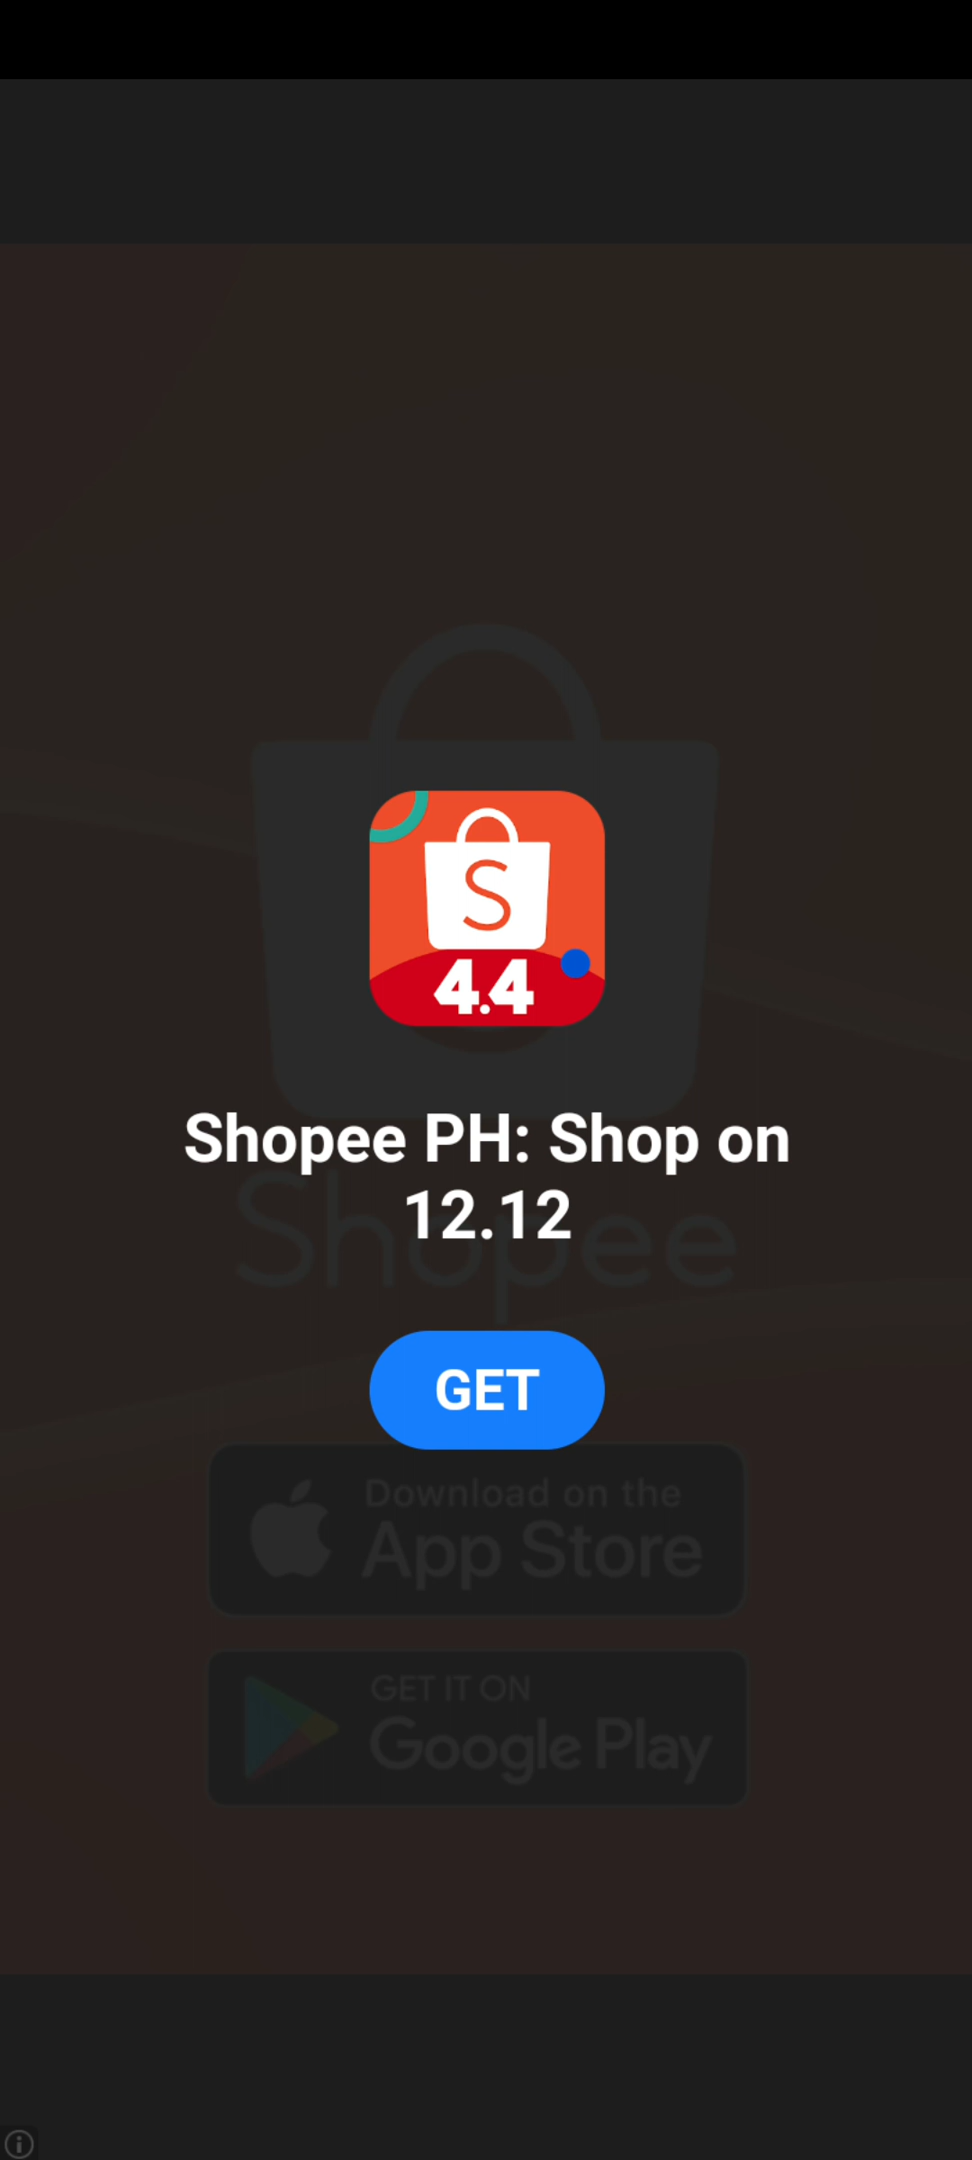 S
4.4
Shopee PH: Shop on
12.12
Shopee
GET
Download on the
App Store
GET IT ON
Google Play